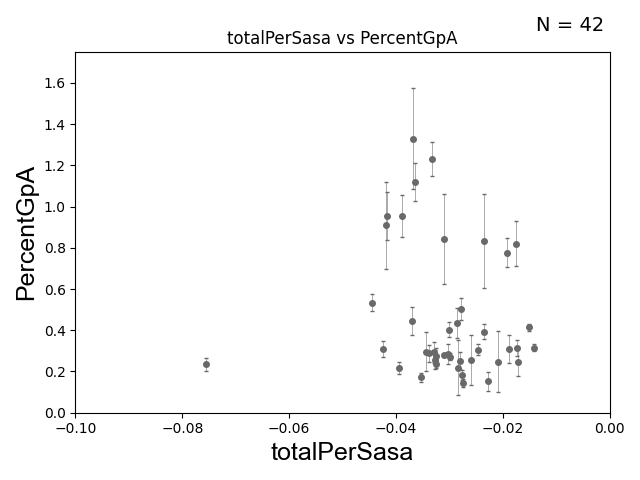 N = 42
totalPerSasa vs PercentGpA
PercentGpA
1.6
1.4
1.2
1.0
0.8
0.6
0.4
0.2
0.0
−0.10 −0.08 −0.06 −0.04 −0.02 0.00
totalPerSasa